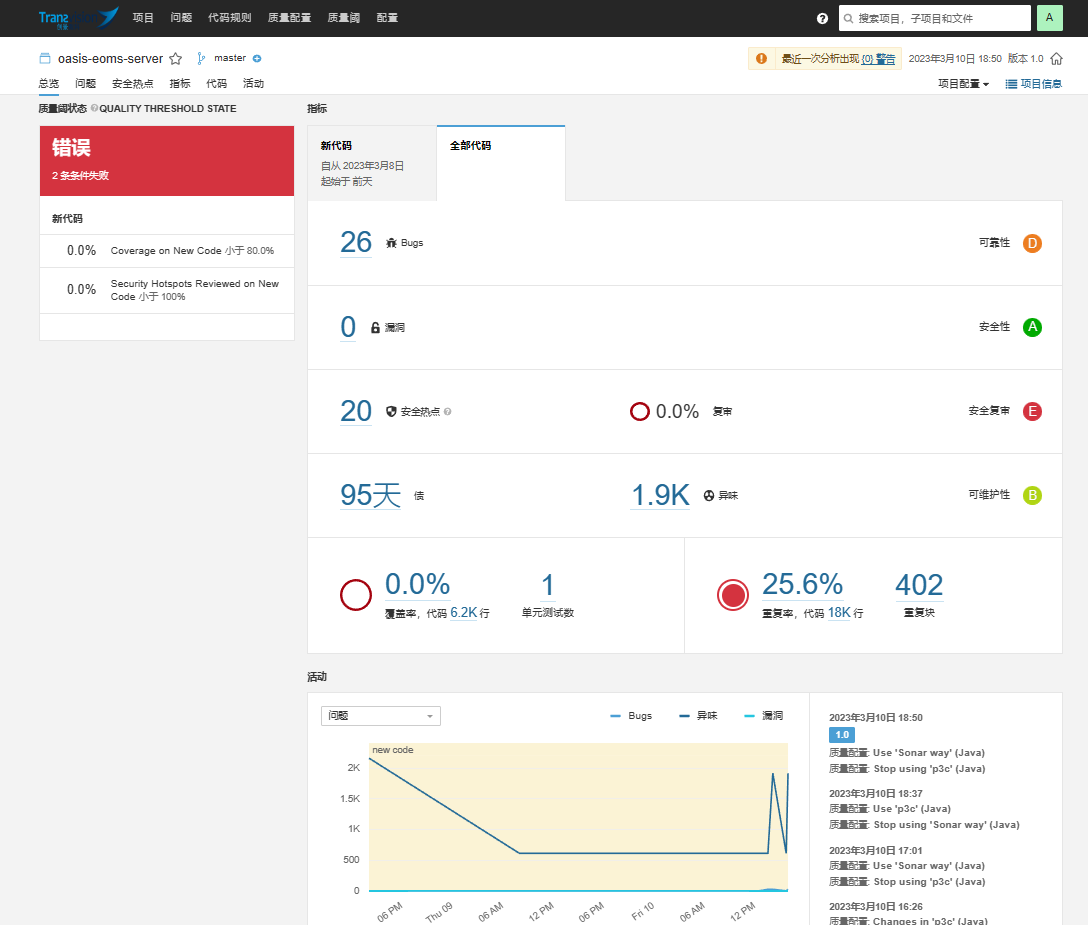 项目 问题 代码规则 质量配置 质量阈 配置
搜索项目，子项目和文件
A
oasis-eoms-server master
最近一次分析出现 {0} 警告 2023年3月10日 18:50 版本 1.0
总览 问题 安全热点 指标 代码 活动
项目配置 项目信息
质量阈状态 QUALITY THRESHOLD STATE
错误
2 条条件失败
新代码
0.0% Coverage on New Code 小于 80.0%
0.0% Security Hotspots Reviewed on New
Code 小于 100%
指标
新代码
自从 2023年3月8日
起始于 前天
全部代码
26 Bugs 可靠性 D
0 漏洞 安全性 A
20 安全热点 0.0% 复审 安全复审 E
95天 债 1.9K 异味 可维护性 B
0.0% 1
覆盖率，代码 6.2K 行 单元测试数
25.6% 402
重复率，代码 18K 行 重复块
活动
问题
Bugs 异味 漏洞
new code
2K
1.5K
1K
500
0
06 PM Thu 09 06 AM 12 PM 06 PM Fri 10 06 AM 12 PM
2023年3月10日 18:50
1.0
质量配置: Use 'Sonar way' (Java)
质量配置: Stop using 'p3c' (Java)
2023年3月10日 18:37
质量配置: Use 'p3c' (Java)
质量配置: Stop using 'Sonar way' (Java)
2023年3月10日 17:01
质量配置: Use 'Sonar way' (Java)
质量配置: Stop using 'p3c' (Java)
2023年3月10日 16:26
质量配置: Changes in 'p3c' (Java)